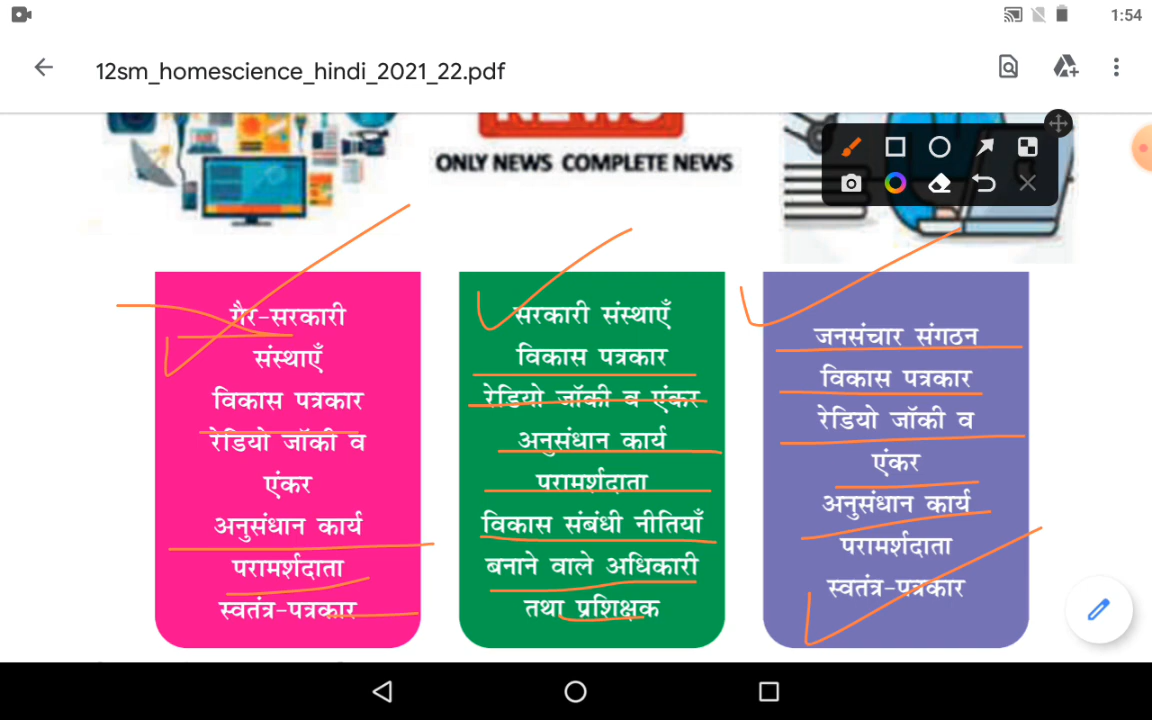 1:54
12sm_homescience_hindi_2021_22.pdf
NEWS
ONLY NEWS COMPLETE NEWS
गैर-सरकारी
संस्थाएँ
विकास पत्रकार
रेडियो जॉकी व
एंकर
अनुसंधान कार्य
परामर्शदाता
स्वतंत्र-पत्रकार
सरकारी संस्थाएँ
विकास पत्रकार
रेडियो जॉकी व एंकर
अनुसंधान कार्य
परामर्शदाता
विकास संबंधी नीतियाँ
बनाने वाले अधिकारी
तथा प्रशिक्षक
जनसंचार संगठन
विकास पत्रकार
रेडियो जॉकी व
एंकर
अनुसंधान कार्य
परामर्शदाता
स्वतंत्र-पत्रकार